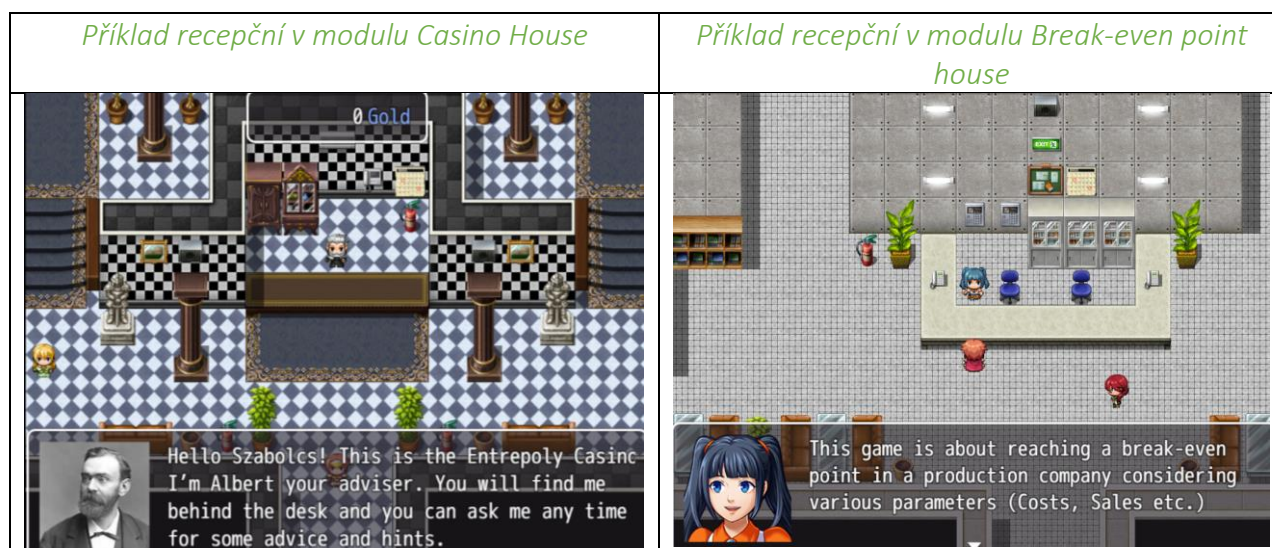 Příklad recepční v modulu Casino House
Příklad recepční v modulu Break-even point
house
0 Gold
Hello Szabolcs! This is the Entrepoly Casinc
I'm Albert your adviser. You will find me
behind the desk and you can ask me any time
for some advice and hints.
EXIT
This game is about reaching a break-even
point in a production company considering
various parameters (Costs, Sales etc.)